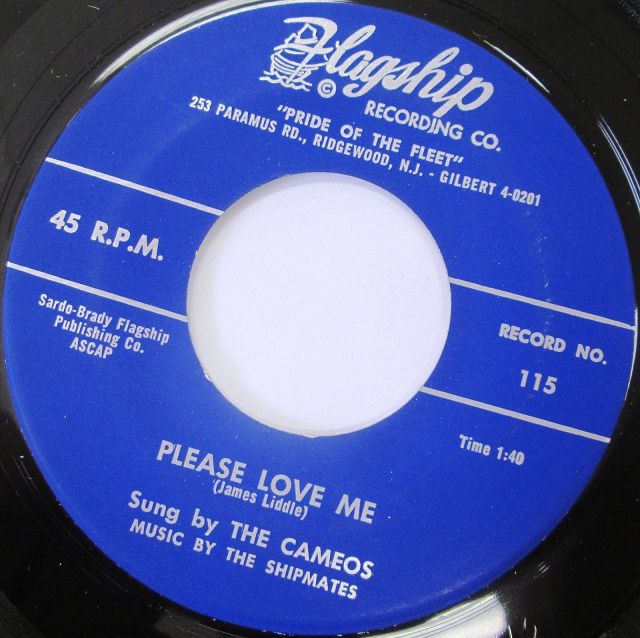 Flagship
©
RECORDING CO.
"PRIDE OF THE FLEET"
253 PARAMUS RD., RIDGEWOOD, N.J. - GILBERT 4-0201
45 R.P.M.
Sardo-Brady Flagship
Publishing Co.
ASCAP
RECORD NO.
115
Time 1:40
PLEASE LOVE ME
(James Liddle)
Sung by THE CAMEOS
MUSIC BY THE SHIPMATES